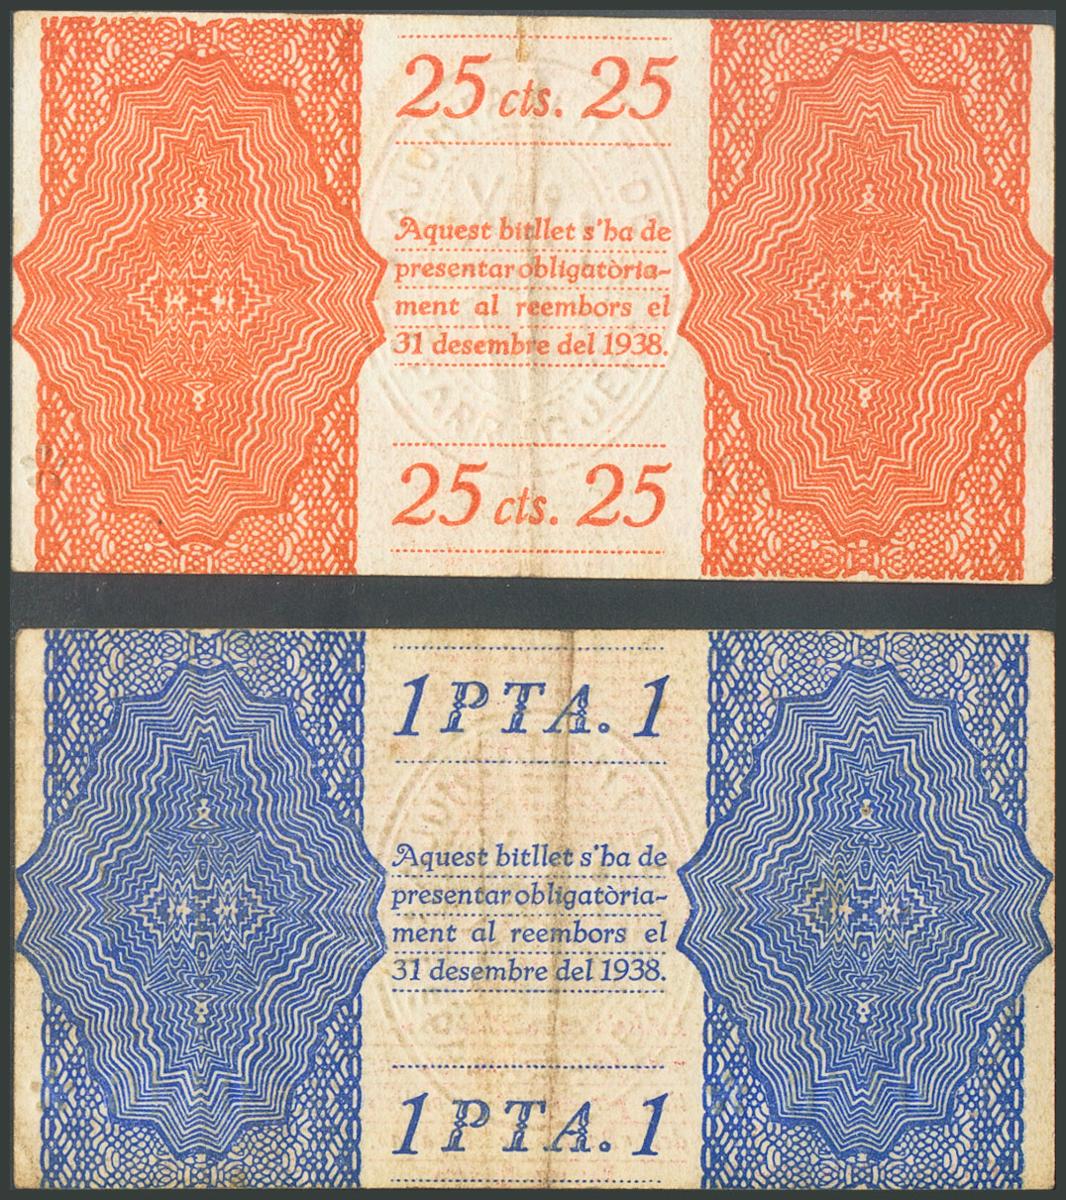 25 cts. 25
Aquest bitllet s'ha de
presentar obligatòria-
ment al reembors el
31 desembre del 1938.
25 cts. 25
1 PTA. 1
Aquest bitllet s'ha de
presentar obligatòria-
ment al reembors el
31 desembre del 1938.
1 PTA. 1